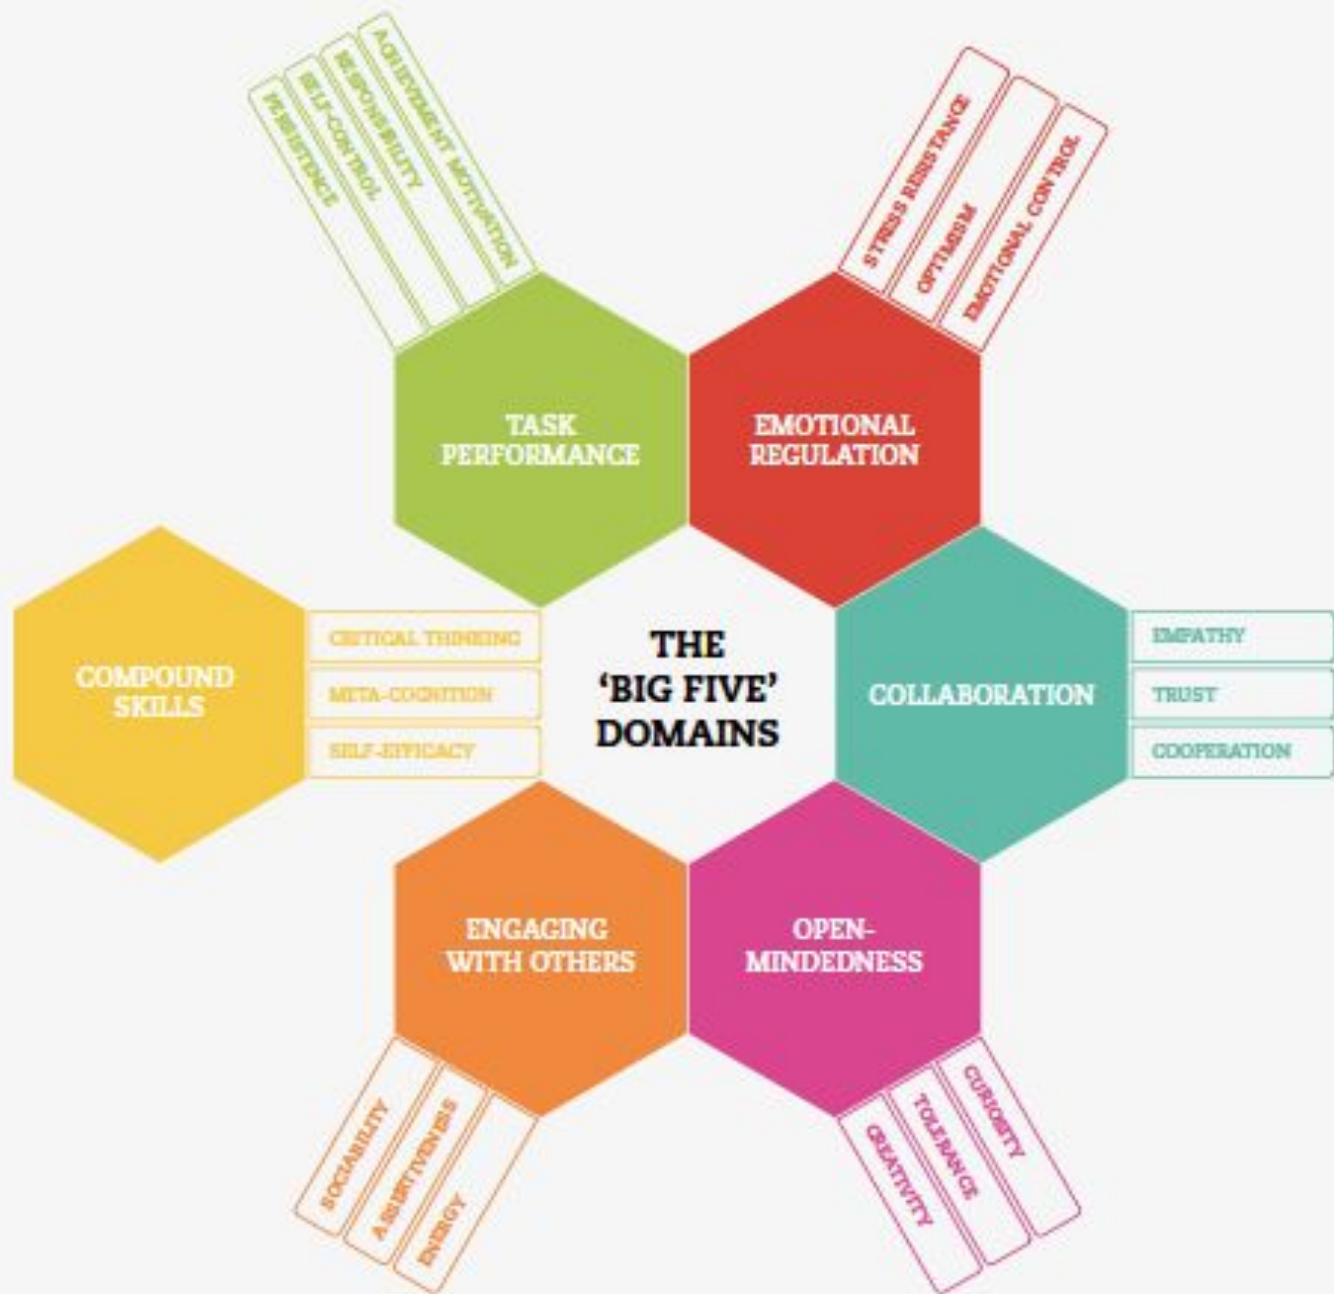 ACHIEVEMENT MOTIVATION
RESPONSIBILITY
SELF-CONTROL
PERSISTENCE
STRESS RESISTANCE
OPTIMISM
EMOTIONAL CONTROL
TASK
PERFORMANCE
EMOTIONAL
REGULATION
COMPOUND
SKILLS
CRITICAL THINKING
META-COGNITION
SELF-EFFICACY
THE
‘BIG FIVE’
DOMAINS
COLLABORATION
EMPATHY
TRUST
COOPERATION
ENGAGING
WITH OTHERS
OPEN-
MINDEDNESS
SOCIABILITY
ASSERTIVENESS
ENERGY
CURIOSITY
TOLERANCE
CREATIVITY